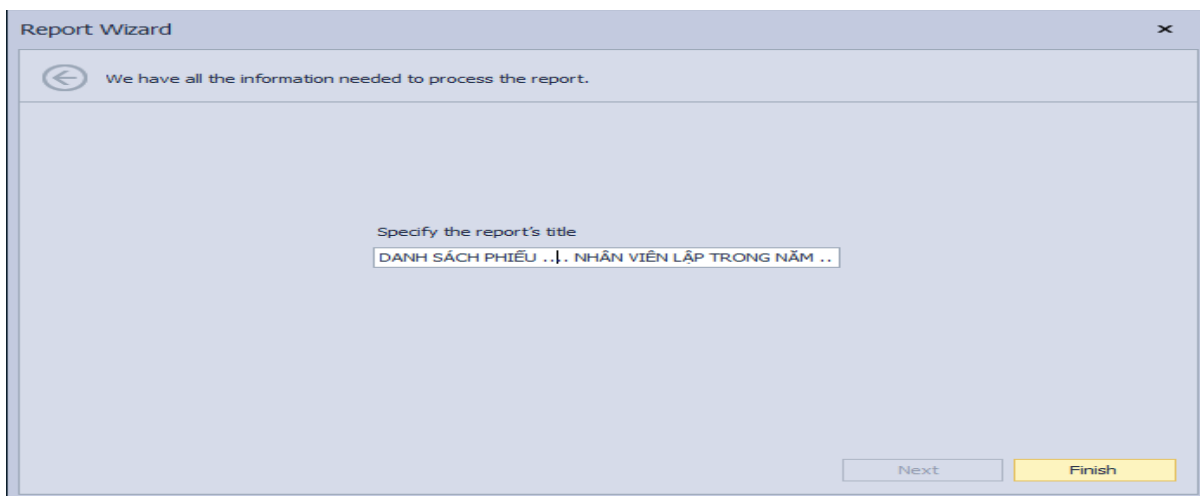 Report Wizard
We have all the information needed to process the report.
Specify the report's title
DANH SÁCH PHIẾU .... NHÂN VIÊN LẬP TRONG NĂM ..
Next
Finish